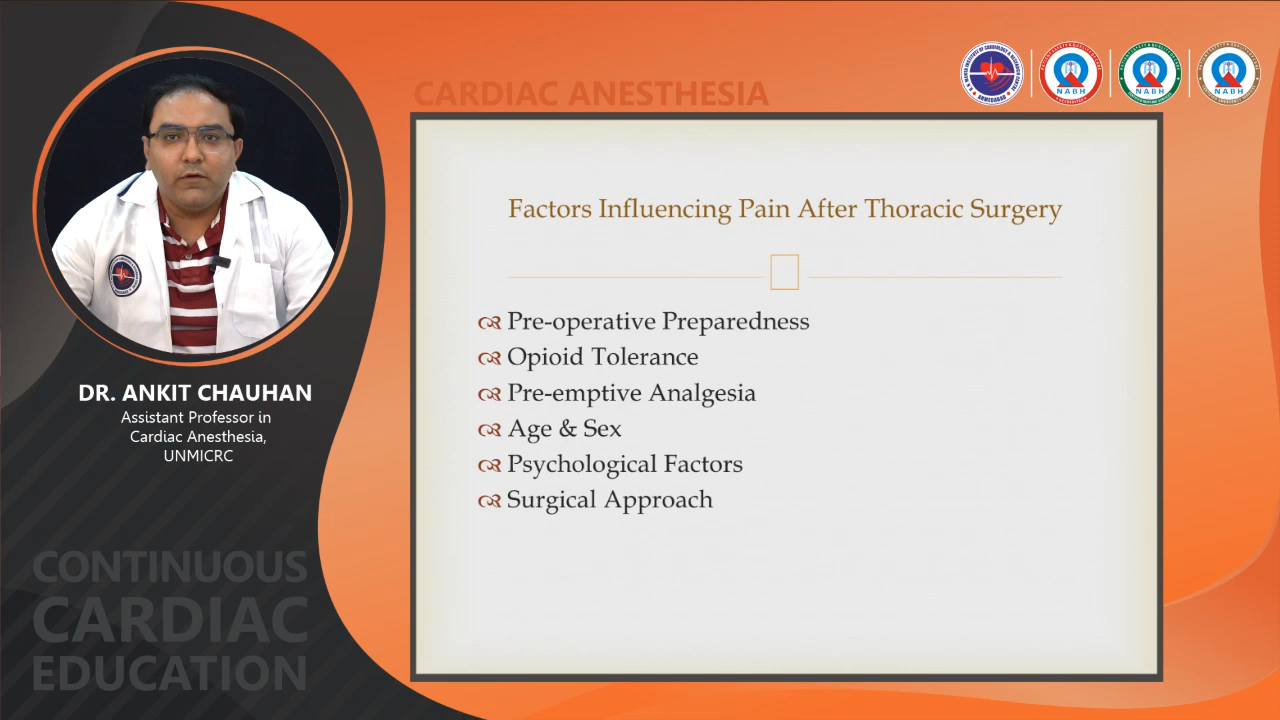 CARDIAC ANESTHESIA
NABH
NABH
NABH
Factors Influencing Pain After Thoracic Surgery
Pre-operative Preparedness
Opioid Tolerance
Pre-emptive Analgesia
Age & Sex
Psychological Factors
Surgical Approach
DR. ANKIT CHAUHAN
Assistant Professor in
Cardiac Anesthesia,
UNMICRC
CONTINUOUS
CARDIAC
EDUCATION